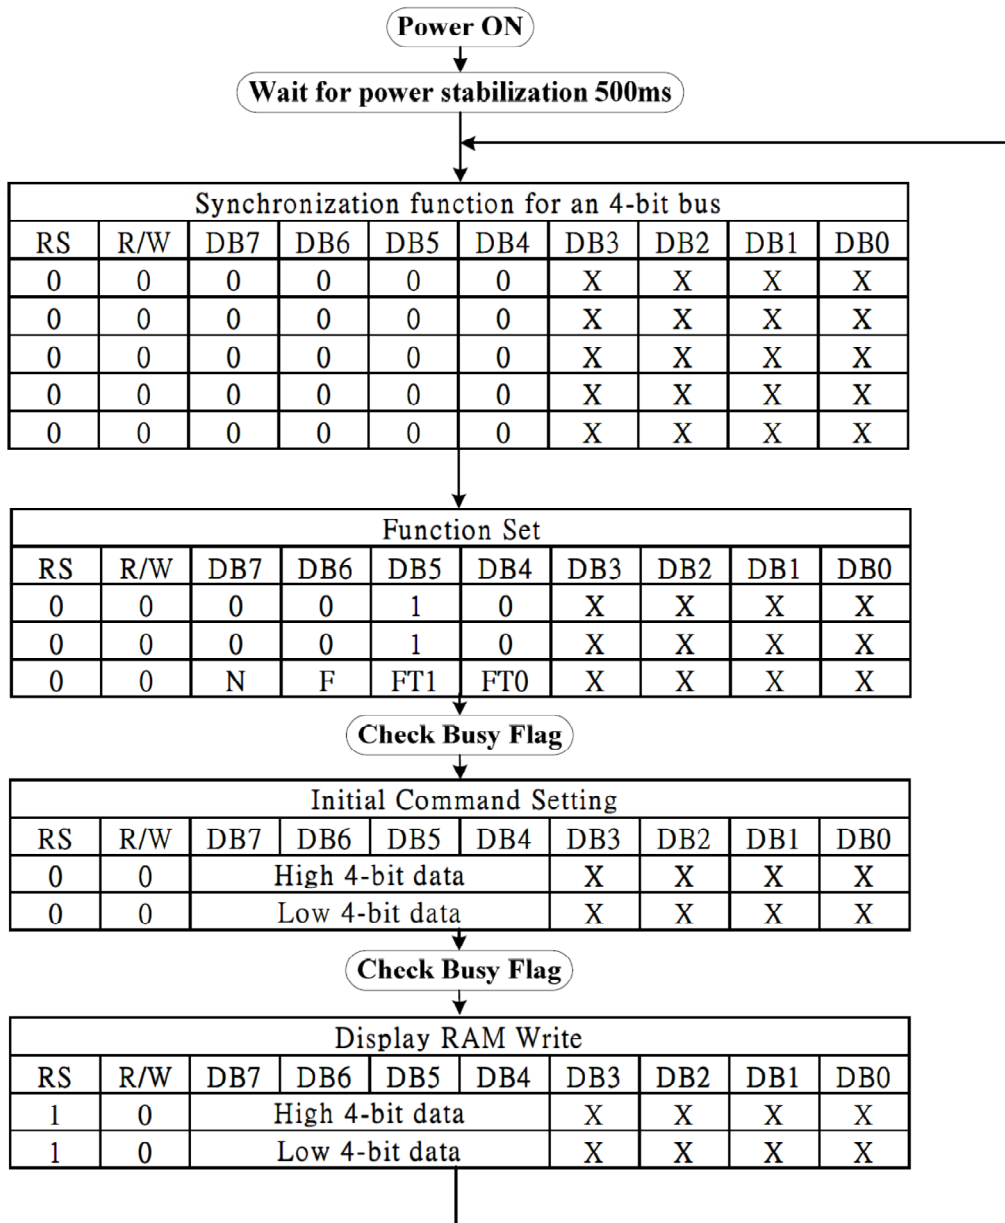 Power ON
Wait for power stabilization 500ms
Synchronization function for an 4-bit bus
RS R/W DB7 DB6 DB5 DB4 DB3 DB2 DB1 DB0
0 0 0 0 0 0 X X X X
0 0 0 0 0 0 X X X X
0 0 0 0 0 0 X X X X
0 0 0 0 0 0 X X X X
0 0 0 0 0 0 X X X X
Function Set
RS R/W DB7 DB6 DB5 DB4 DB3 DB2 DB1 DB0
0 0 0 0 1 0 X X X X
0 0 0 0 1 0 X X X X
0 0 N F FT1 FT0 X X X X
Check Busy Flag
Initial Command Setting
RS R/W DB7 DB6 DB5 DB4 DB3 DB2 DB1 DB0
0 0 High 4-bit data X X X X
0 0 Low 4-bit data X X X X
Check Busy Flag
Display RAM Write
RS R/W DB7 DB6 DB5 DB4 DB3 DB2 DB1 DB0
1 0 High 4-bit data X X X X
1 0 Low 4-bit data X X X X